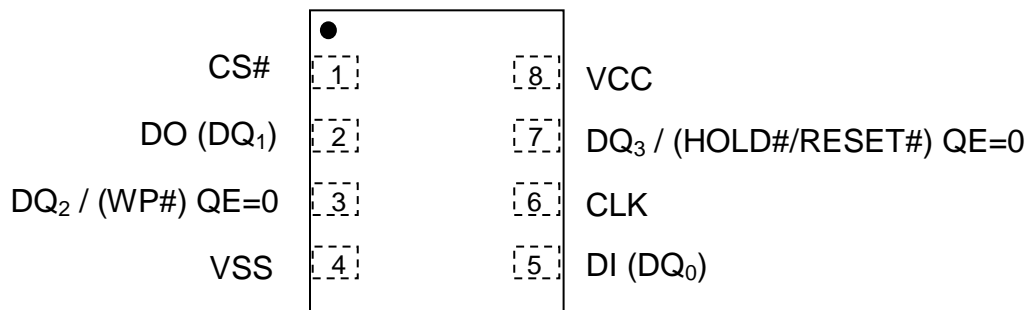 CS# 1 8 VCC
DO (DQ₁) 2 7 DQ₃ / (HOLD#/RESET#) QE=0
DQ₂ / (WP#) QE=0 3 6 CLK
VSS 4 5 DI (DQ₀)